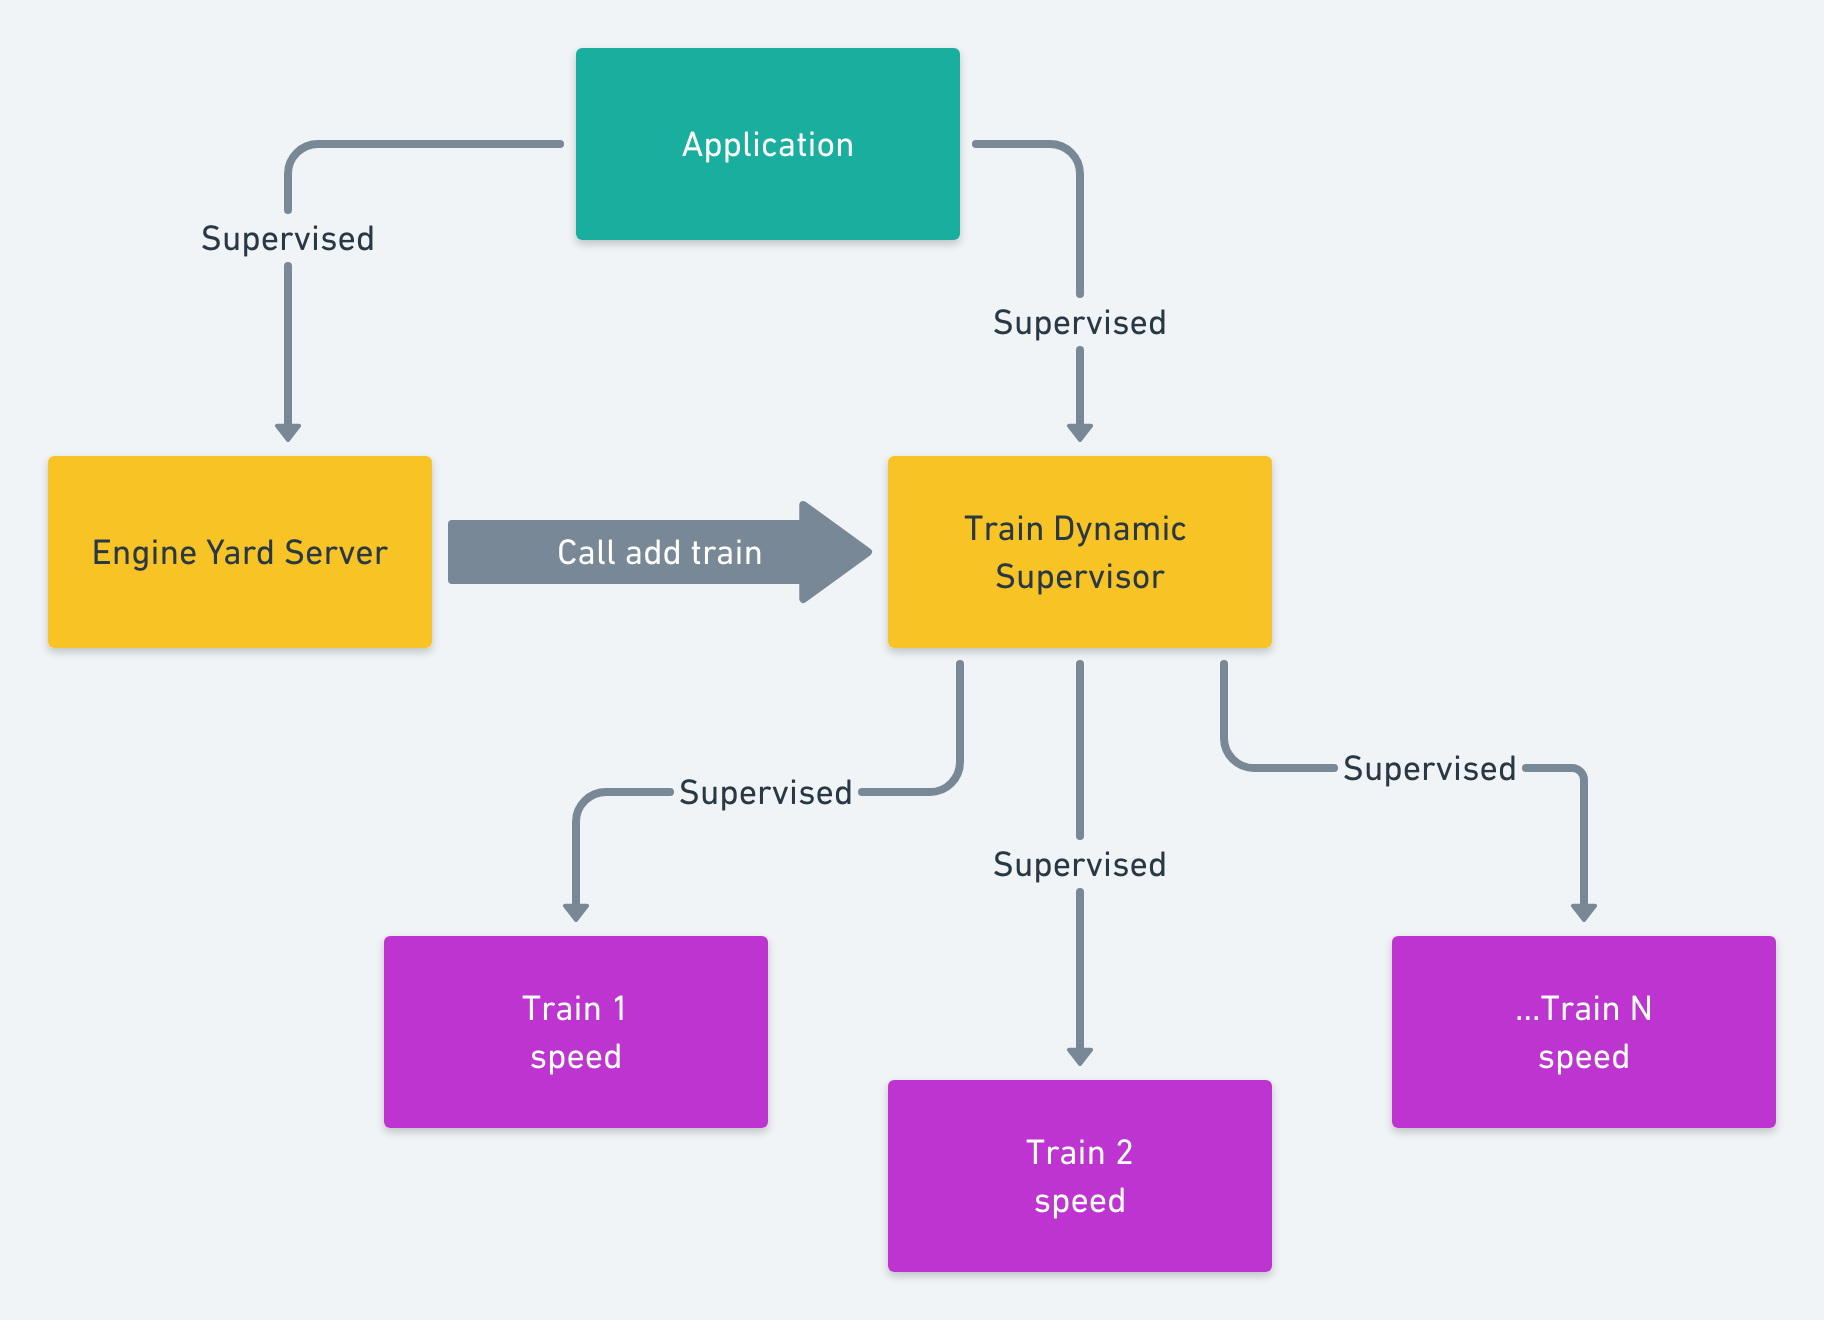 Application
Supervised
Supervised
Engine Yard Server
Call add train
Train Dynamic
Supervisor
Supervised
Supervised
Supervised
Train 1
speed
...Train N
speed
Train 2
speed